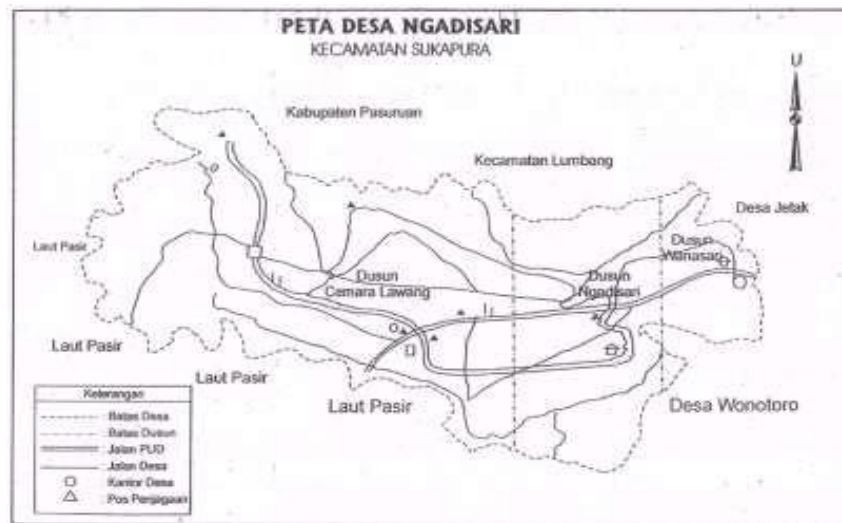 PETA DESA NGADISARI
KECAMATAN SUKAPURA
U
Kabupaten Pasuruan
Kecamatan Lumbang
Desa Jetak
Laut Pasir
Dusun
Wanasari
Dusun
Cemara Lawang
Dusun
Ngadisari
Laut Pasir
Laut Pasir
Laut Pasir
Desa Wonotoro
Keterangan
: Batas Desa
: Batas Dusun
: Jalan PUD
: Jalan Desa
: Kantor Desa
: Pos Penjagaan